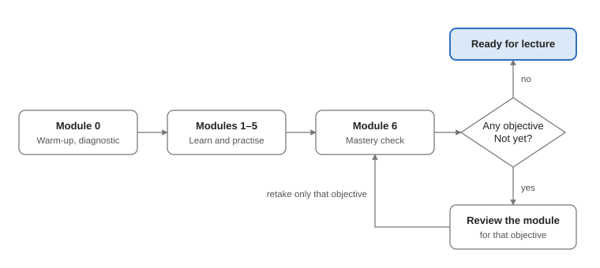 Ready for lecture
no
Module 0
Warm-up, diagnostic
Modules 1–5
Learn and practise
Module 6
Mastery check
Any objective
Not yet?
yes
retake only that objective
Review the module
for that objective